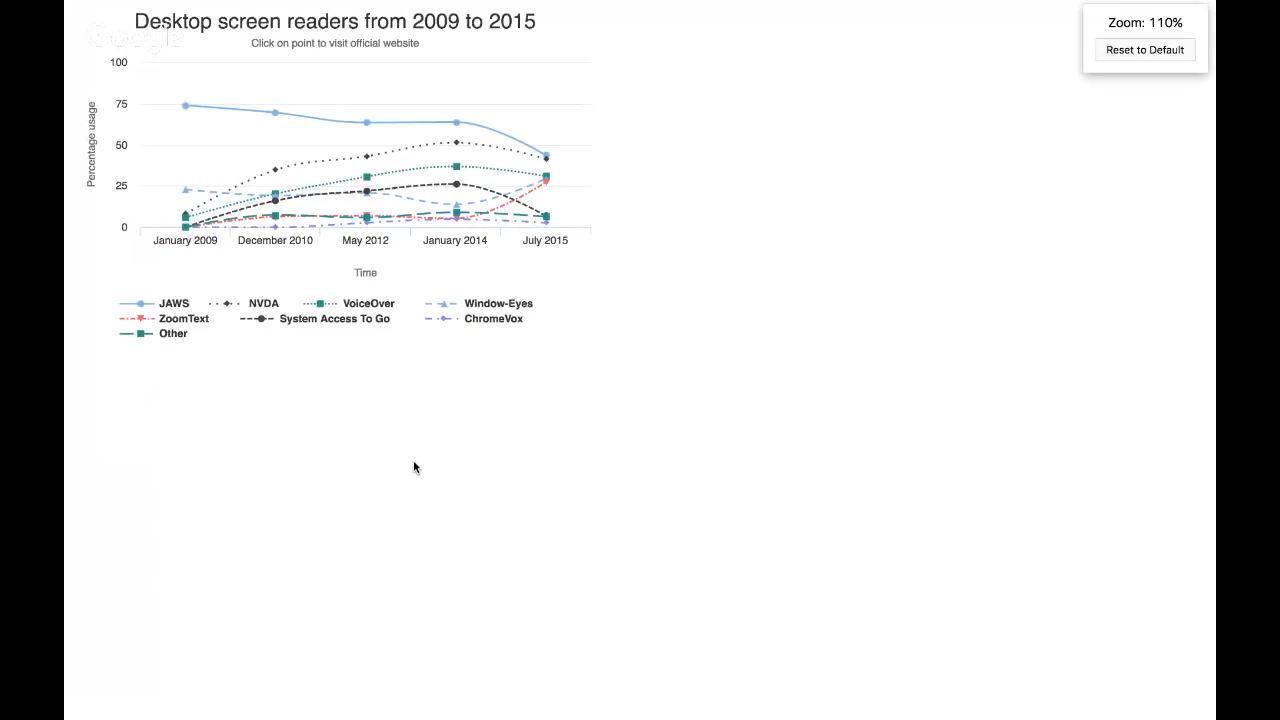 Desktop screen readers from 2009 to 2015
Click on point to visit official website
Zoom: 110%
Reset to Default
Google
Percentage usage
100
75
50
25
0
January 2009 December 2010 May 2012 January 2014 July 2015
Time
JAWS NVDA VoiceOver Window-Eyes
ZoomText System Access To Go ChromeVox
Other